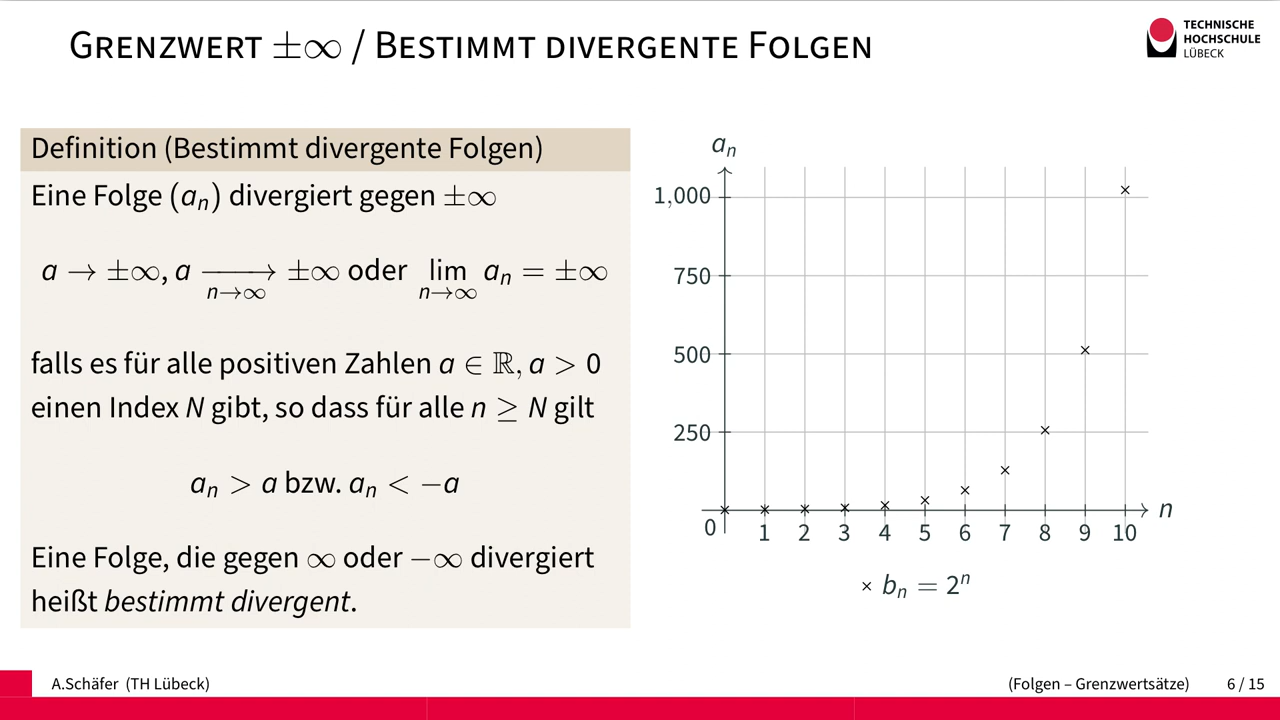 GRENZWERT ±∞ / BESTIMMT DIVERGENTE FOLGEN
TECHNISCHE
HOCHSCHULE
LÜBECK
Definition (Bestimmt divergente Folgen)
Eine Folge (aₙ) divergiert gegen ±∞
a → ±∞, a ⟶ ±∞ oder lim aₙ = ±∞
n→∞ n→∞
falls es für alle positiven Zahlen a ∈ ℝ, a > 0
einen Index N gibt, so dass für alle n ≥ N gilt
aₙ > a bzw. aₙ < −a
Eine Folge, die gegen ∞ oder −∞ divergiert
heißt bestimmt divergent.
aₙ
1,000
750
500
250
0 1 2 3 4 5 6 7 8 9 10
n
× bₙ = 2ⁿ
A.Schäfer (TH Lübeck)
(Folgen – Grenzwertsätze) 6 / 15